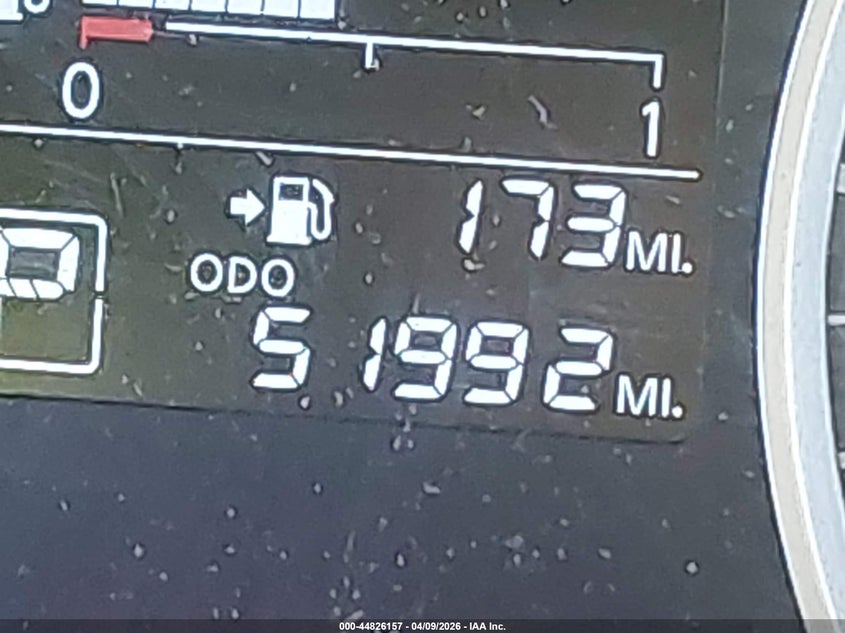 0 1
173 MI.
ODO
51992 MI.
000-44826157 - 04/09/2026 - IAA Inc.